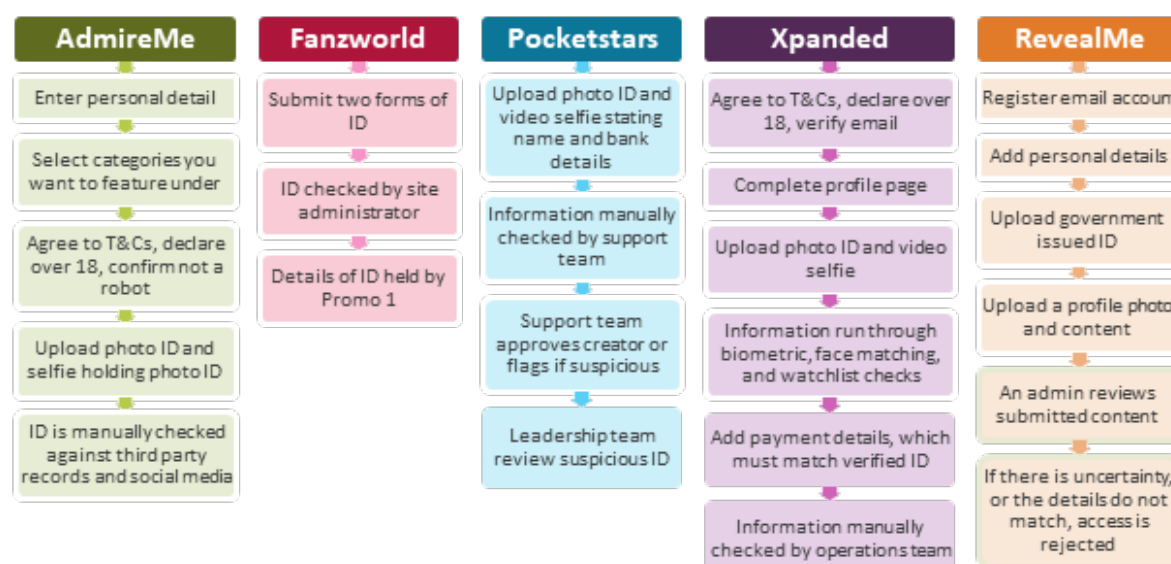 AdmireMe
Enter personal detail
Select categories you
want to feature under
Agree to T&Cs, declare
over 18, confirm not a
robot
Upload photo ID and
selfie holding photo ID
ID is manually checked
against third party
records and social media
Fanzworld
Submit two forms of
ID
ID checked by site
administrator
Details of ID held by
Promo 1
Pocketstars
Upload photo ID and
video selfie stating
name and bank
details
Information manually
checked by support
team
Support team
approves creator or
flags if suspicious
Leadership team
review suspicious ID
Xpanded
Agree to T&Cs, declare over
18, verify email
Complete profile page
Upload photo ID and video
selfie
Information run through
biometric, face matching,
and watchlist checks
Add payment details, which
must match verified ID
Information manually
checked by operations team
RevealMe
Register email account
Add personal details
Upload government
issued ID
Upload a profile photo
and content
An admin reviews
submitted content
If there is uncertainty,
or the details do not
match, access is
rejected